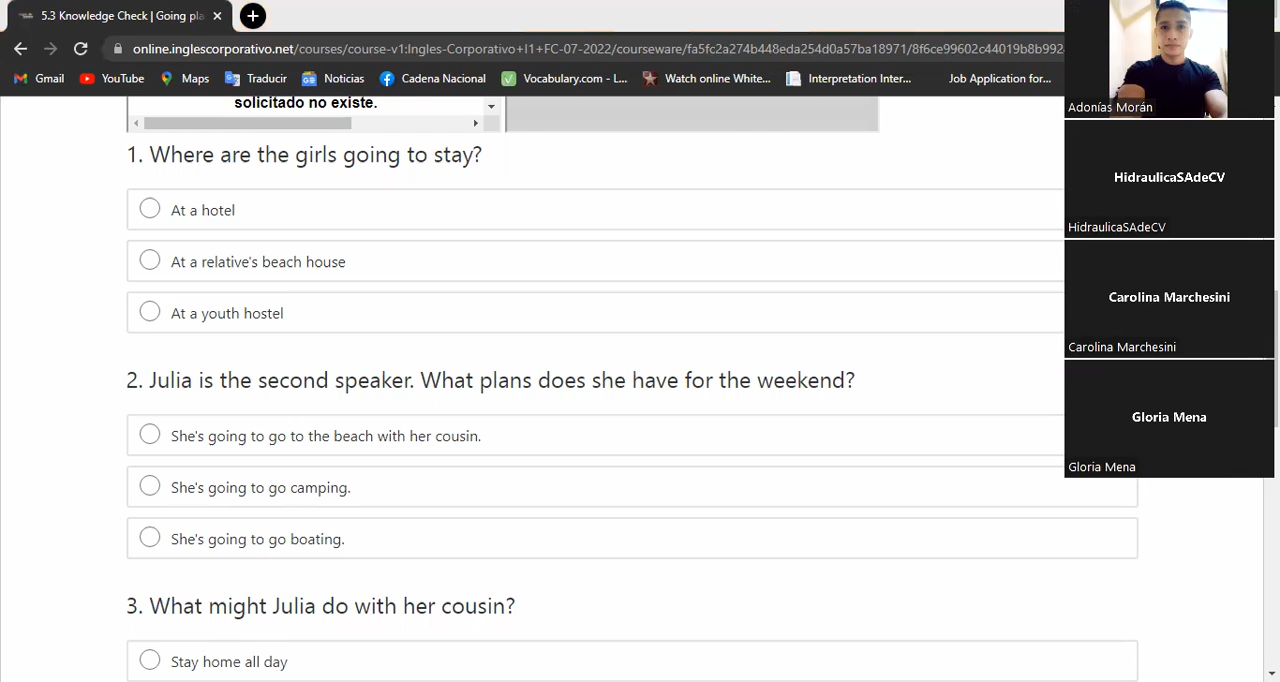 5.3 Knowledge Check | Going pla
online.inglescorporativo.net/courses/course-v1:Ingles-Corporativo+I1+FC-07-2022/courseware/fa5fc2a274b448eda254d0a57ba18971/8f6ce99602c44019b8b992
Gmail YouTube Maps Traducir Noticias Cadena Nacional Vocabulary.com - L... Watch online White... Interpretation Inter... Job Application for...
solicitado no existe.
1. Where are the girls going to stay?
At a hotel
At a relative's beach house
At a youth hostel
2. Julia is the second speaker. What plans does she have for the weekend?
She's going to go to the beach with her cousin.
She's going to go camping.
She's going to go boating.
3. What might Julia do with her cousin?
Stay home all day
Adonías Morán
HidraulicaSAdeCV
HidraulicaSAdeCV
Carolina Marchesini
Carolina Marchesini
Gloria Mena
Gloria Mena